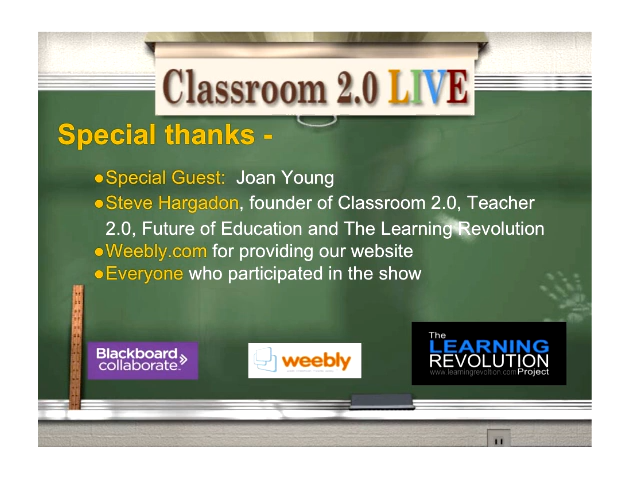 Classroom 2.0 LIVE
Special thanks -
●Special Guest: Joan Young
●Steve Hargadon, founder of Classroom 2.0, Teacher
2.0, Future of Education and The Learning Revolution
●Weebly.com for providing our website
●Everyone who participated in the show
Blackboard
collaborate™
weebly
The
LEARNING
REVOLUTION
www.learningrevoltion.com Project